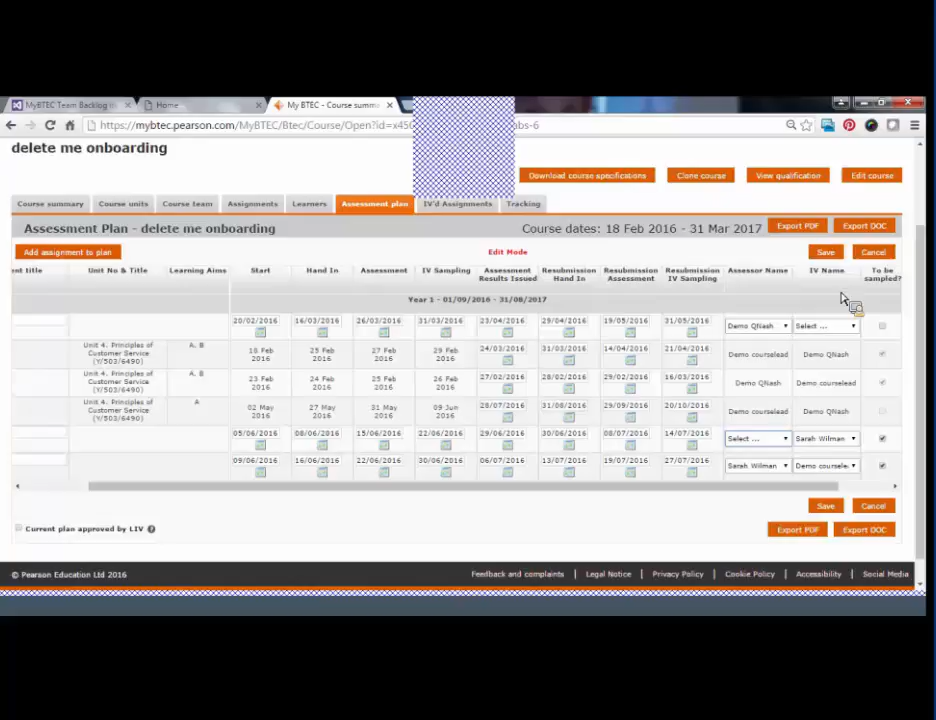 MyBTEC Team Backlog
Home
My BTEC - Course summ
https://mybtec.pearson.com/MyBTEC/Btec/Course/Open?id=x45 abs-6
delete me onboarding
Download course specifications Clone course View qualification Edit course
Course summary Course units Course team Assignments Learners Assessment plan IV'd Assignments Tracking
Assessment Plan - delete me onboarding Course dates: 18 Feb 2016 - 31 Mar 2017 Export PDF Export DOC
Add assignment to plan Edit Mode Save Cancel
nt title Unit No & Title Learning Aims Start Hand In Assessment IV Sampling Assessment Results Issued Resubmission Hand In Resubmission Assessment Resubmission IV Sampling Assessor Name IV Name To be sampled?
Year 1 - 01/09/2016 - 31/08/2017
20/02/2016 16/03/2016 26/03/2016 31/03/2016 23/04/2016 29/04/2016 19/05/2016 31/05/2016 Demo QNash Select ...
Unit 4. Principles of Customer Service (Y/503/6490) A, B 18 Feb 2016 25 Feb 2016 27 Feb 2016 29 Feb 2016 24/03/2016 31/03/2016 14/04/2016 21/04/2016 Demo courselead Demo QNash
Unit 4. Principles of Customer Service (Y/503/6490) A, B 23 Feb 2016 24 Feb 2016 25 Feb 2016 26 Feb 2016 27/02/2016 28/02/2016 29/02/2016 16/03/2016 Demo QNash Demo courselead
Unit 4. Principles of Customer Service (Y/503/6490) A 02 May 2016 27 May 2016 31 May 2016 09 Jun 2016 28/07/2016 31/08/2016 29/09/2016 20/10/2016 Demo courselead Demo QNash
05/06/2016 08/06/2016 15/06/2016 22/06/2016 29/06/2016 30/06/2016 08/07/2016 14/07/2016 Select ... Sarah Wilman
09/06/2016 16/06/2016 22/06/2016 30/06/2016 06/07/2016 13/07/2016 19/07/2016 27/07/2016 Sarah Wilman Demo coursele
Save Cancel
Current plan approved by LIV Export PDF Export DOC
© Pearson Education Ltd 2016 Feedback and complaints | Legal Notice | Privacy Policy | Cookie Policy | Accessibility | Social Media